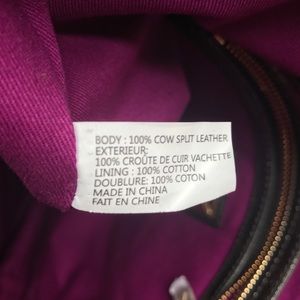 BODY : 100% COW SPLIT LEATHER
EXTERIEUR:
100% CROÛTE DE CUIR VACHETTE
LINING : 100% COTTON
DOUBLURE: 100% COTON
MADE IN CHINA
FAIT EN CHINE